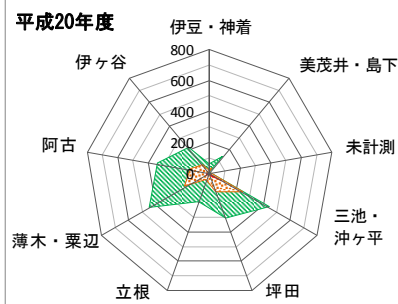 平成20年度
伊豆・神着
美茂井・島下
未計測
三池・
沖ヶ平
坪田
立根
薄木・粟辺
阿古
伊ヶ谷
800
600
400
200
0